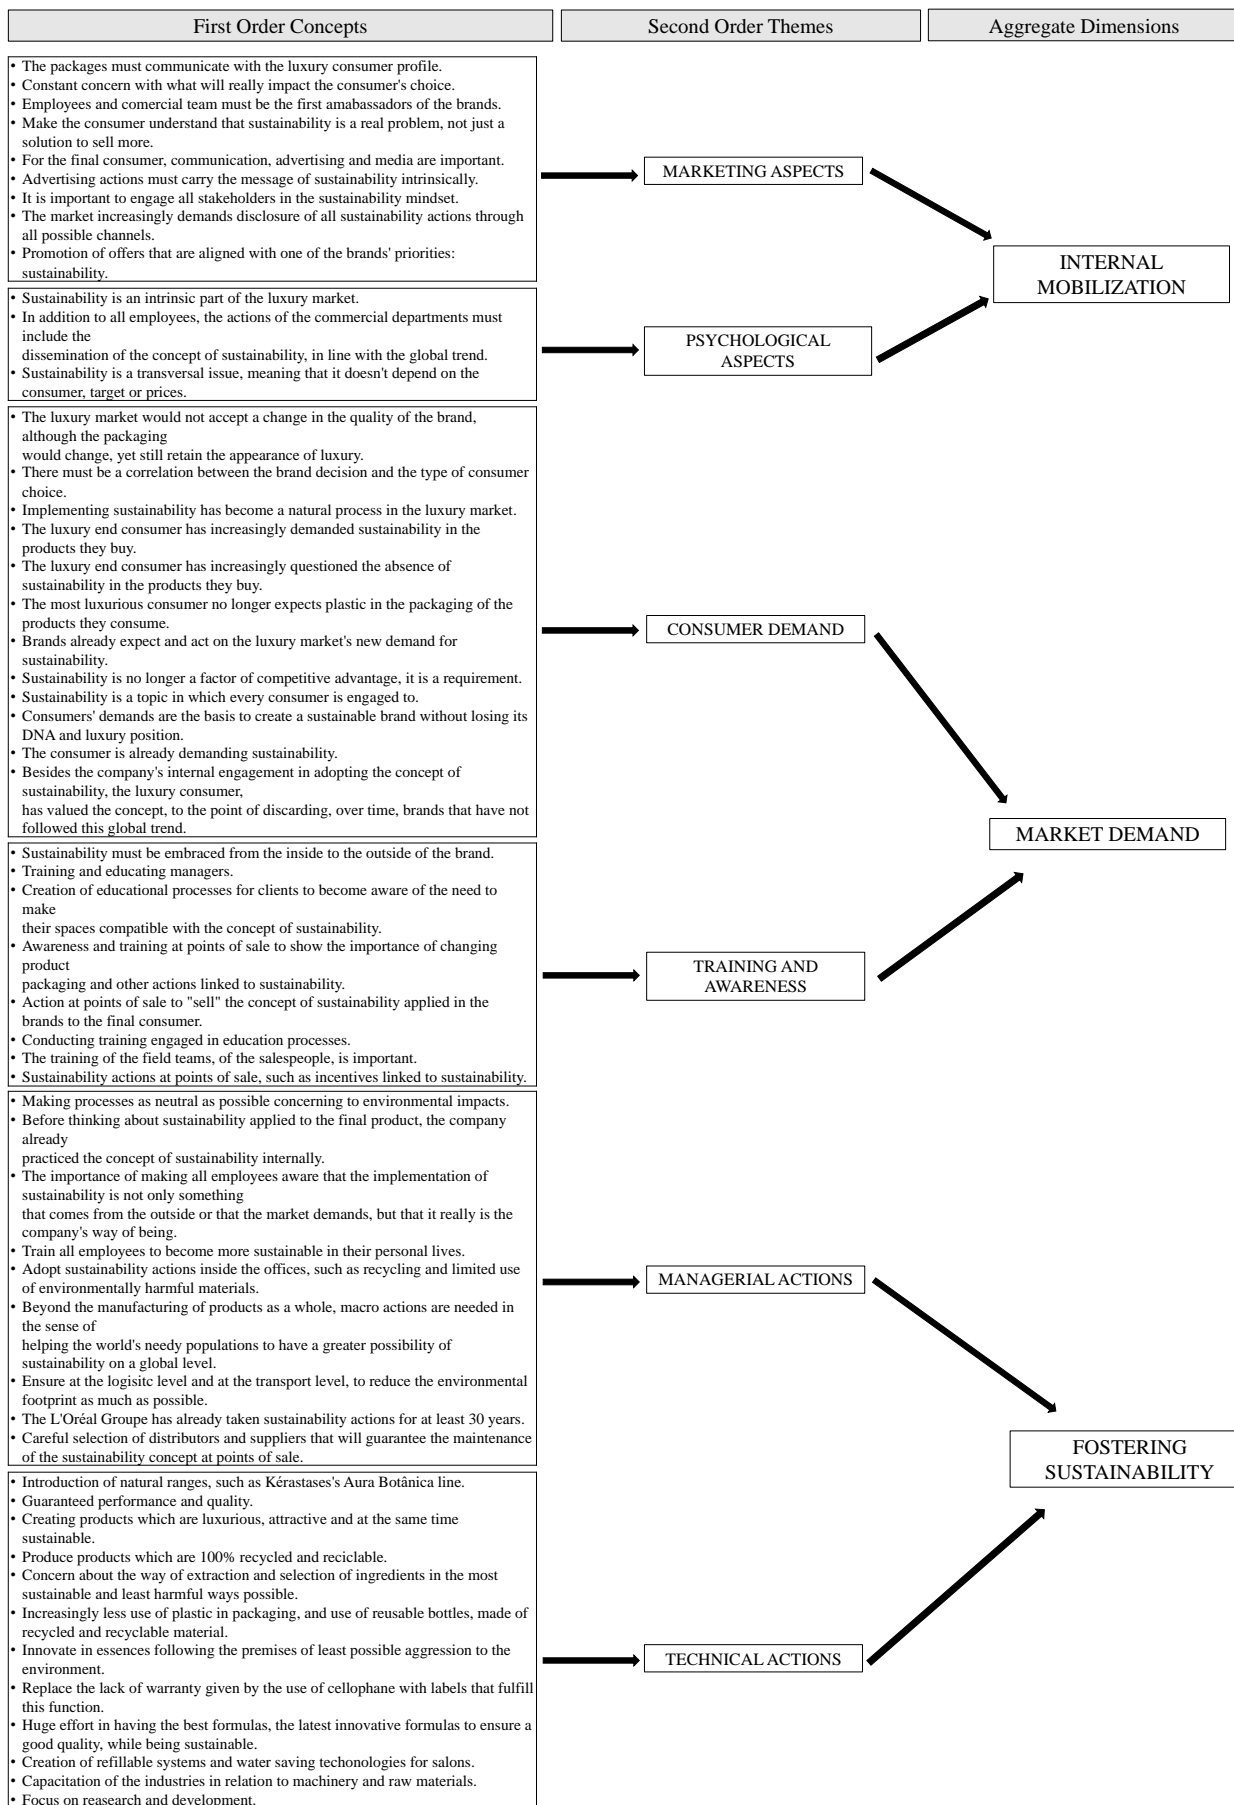 First Order Concepts
Second Order Themes
Aggregate Dimensions
• The packages must communicate with the luxury consumer profile.
• Constant concern with what will really impact the consumer's choice.
• Employees and comercial team must be the first amabassadors of the brands.
• Make the consumer understand that sustainability is a real problem, not just a
solution to sell more.
• For the final consumer, communication, advertising and media are important.
• Advertising actions must carry the message of sustainability intrinsically.
• It is important to engage all stakeholders in the sustainability mindset.
• The market increasingly demands disclosure of all sustainability actions through
all possible channels.
• Promotion of offers that are aligned with one of the brands' priorities:
sustainability.
MARKETING ASPECTS
INTERNAL
MOBILIZATION
• Sustainability is an intrinsic part of the luxury market.
• In addition to all employees, the actions of the commercial departments must
include the
dissemination of the concept of sustainability, in line with the global trend.
• Sustainability is a transversal issue, meaning that it doesn't depend on the
consumer, target or prices.
PSYCHOLOGICAL
ASPECTS
• The luxury market would not accept a change in the quality of the brand,
although the packaging
would change, yet still retain the appearance of luxury.
• There must be a correlation between the brand decision and the type of consumer
choice.
• Implementing sustainability has become a natural process in the luxury market.
• The luxury end consumer has increasingly demanded sustainability in the
products they buy.
• The luxury end consumer has increasingly questioned the absence of
sustainability in the products they buy.
• The most luxurious consumer no longer expects plastic in the packaging of the
products they consume.
• Brands already expect and act on the luxury market's new demand for
sustainability.
• Sustainability is no longer a factor of competitive advantage, it is a requirement.
• Sustainability is a topic in which every consumer is engaged to.
• Consumers' demands are the basis to create a sustainable brand without losing its
DNA and luxury position.
• The consumer is already demanding sustainability.
• Besides the company's internal engagement in adopting the concept of
sustainability, the luxury consumer,
has valued the concept, to the point of discarding, over time, brands that have not
followed this global trend.
CONSUMER DEMAND
MARKET DEMAND
• Sustainability must be embraced from the inside to the outside of the brand.
• Training and educating managers.
• Creation of educational processes for clients to become aware of the need to
make
their spaces compatible with the concept of sustainability.
• Awareness and training at points of sale to show the importance of changing
product
packaging and other actions linked to sustainability.
• Action at points of sale to "sell" the concept of sustainability applied in the
brands to the final consumer.
• Conducting training engaged in education processes.
• The training of the field teams, of the salespeople, is important.
• Sustainability actions at points of sale, such as incentives linked to sustainability.
TRAINING AND
AWARENESS
• Making processes as neutral as possible concerning to environmental impacts.
• Before thinking about sustainability applied to the final product, the company
already
practiced the concept of sustainability internally.
• The importance of making all employees aware that the implementation of
sustainability is not only something
that comes from the outside or that the market demands, but that it really is the
company's way of being.
• Train all employees to become more sustainable in their personal lives.
• Adopt sustainability actions inside the offices, such as recycling and limited use
of environmentally harmful materials.
• Beyond the manufacturing of products as a whole, macro actions are needed in
the sense of
helping the world's needy populations to have a greater possibility of
sustainability on a global level.
• Ensure at the logisitc level and at the transport level, to reduce the environmental
footprint as much as possible.
• The L'Oréal Groupe has already taken sustainability actions for at least 30 years.
• Careful selection of distributors and suppliers that will guarantee the maintenance
of the sustainability concept at points of sale.
MANAGERIAL ACTIONS
FOSTERING
SUSTAINABILITY
• Introduction of natural ranges, such as Kérastases's Aura Botânica line.
• Guaranteed performance and quality.
• Creating products which are luxurious, attractive and at the same time
sustainable.
• Produce products which are 100% recycled and reciclable.
• Concern about the way of extraction and selection of ingredients in the most
sustainable and least harmful ways possible.
• Increasingly less use of plastic in packaging, and use of reusable bottles, made of
recycled and recyclable material.
• Innovate in essences following the premises of least possible aggression to the
environment.
• Replace the lack of warranty given by the use of cellophane with labels that fulfill
this function.
• Huge effort in having the best formulas, the latest innovative formulas to ensure a
good quality, while being sustainable.
• Creation of refillable systems and water saving techonologies for salons.
• Capacitation of the industries in relation to machinery and raw materials.
• Focus on reasearch and development.
TECHNICAL ACTIONS